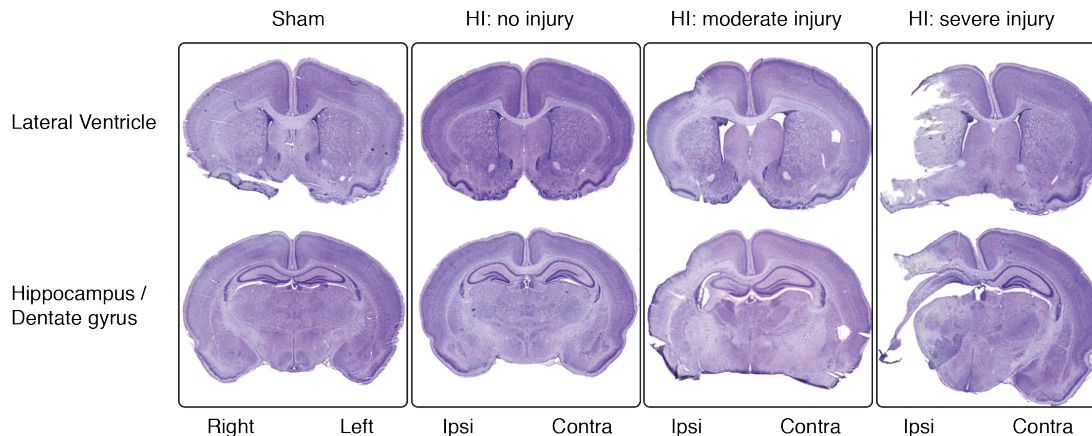 Sham
HI: no injury
HI: moderate injury
HI: severe injury
Lateral Ventricle
Hippocampus /
Dentate gyrus
Right
Left
Ipsi
Contra
Ipsi
Contra
Ipsi
Contra